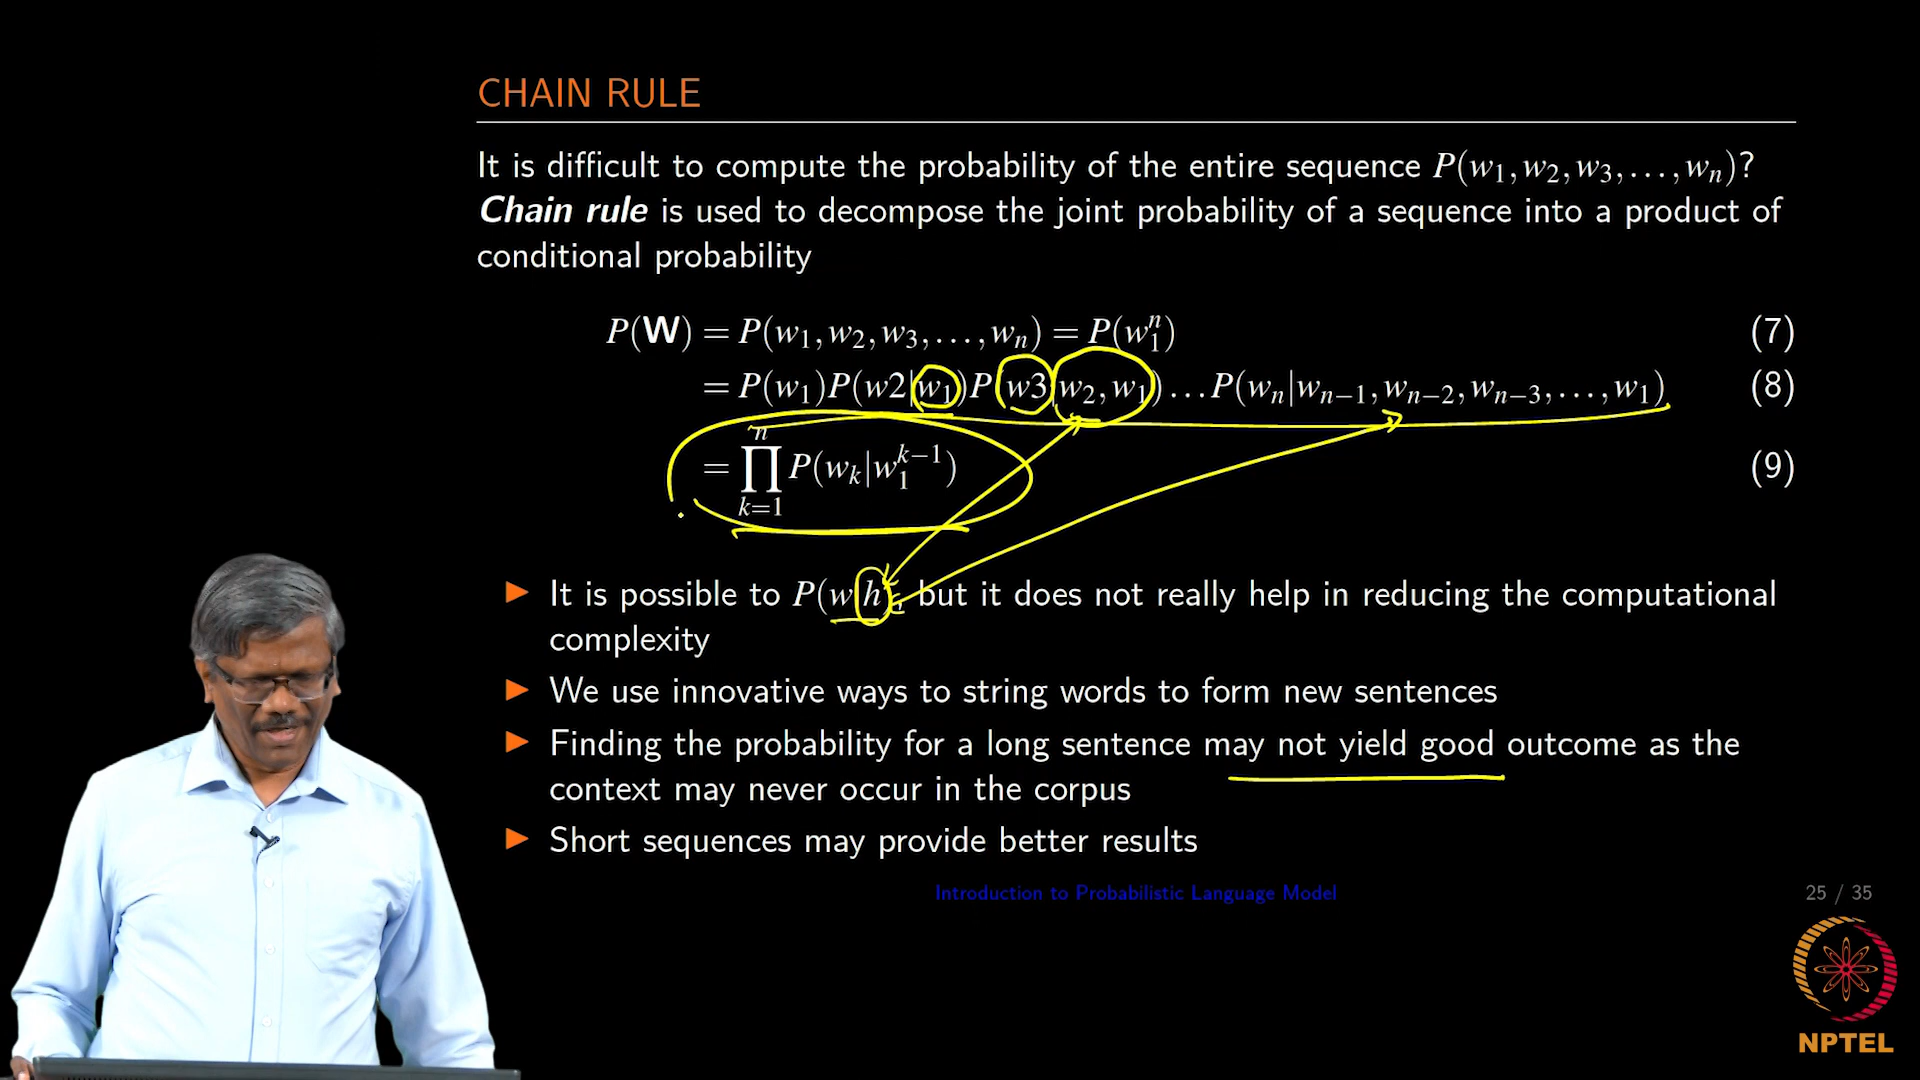 CHAIN RULE
It is difficult to compute the probability of the entire sequence P(w₁, w₂, w₃, ..., wₙ)?
Chain rule is used to decompose the joint probability of a sequence into a product of
conditional probability
P(W) = P(w₁, w₂, w₃, ..., wₙ) = P(w₁ⁿ) (7)
= P(w₁)P(w2|w₁)P(w3|w₂, w₁)...P(wₙ|wₙ₋₁, wₙ₋₂, wₙ₋₃, ..., w₁) (8)
= ∏ₖ₌₁ⁿ P(wₖ|w₁ᵏ⁻¹) (9)
▶ It is possible to P(w|h), but it does not really help in reducing the computational
complexity
▶ We use innovative ways to string words to form new sentences
▶ Finding the probability for a long sentence may not yield good outcome as the
context may never occur in the corpus
▶ Short sequences may provide better results
Introduction to Probabilistic Language Model 25 / 35
NPTEL